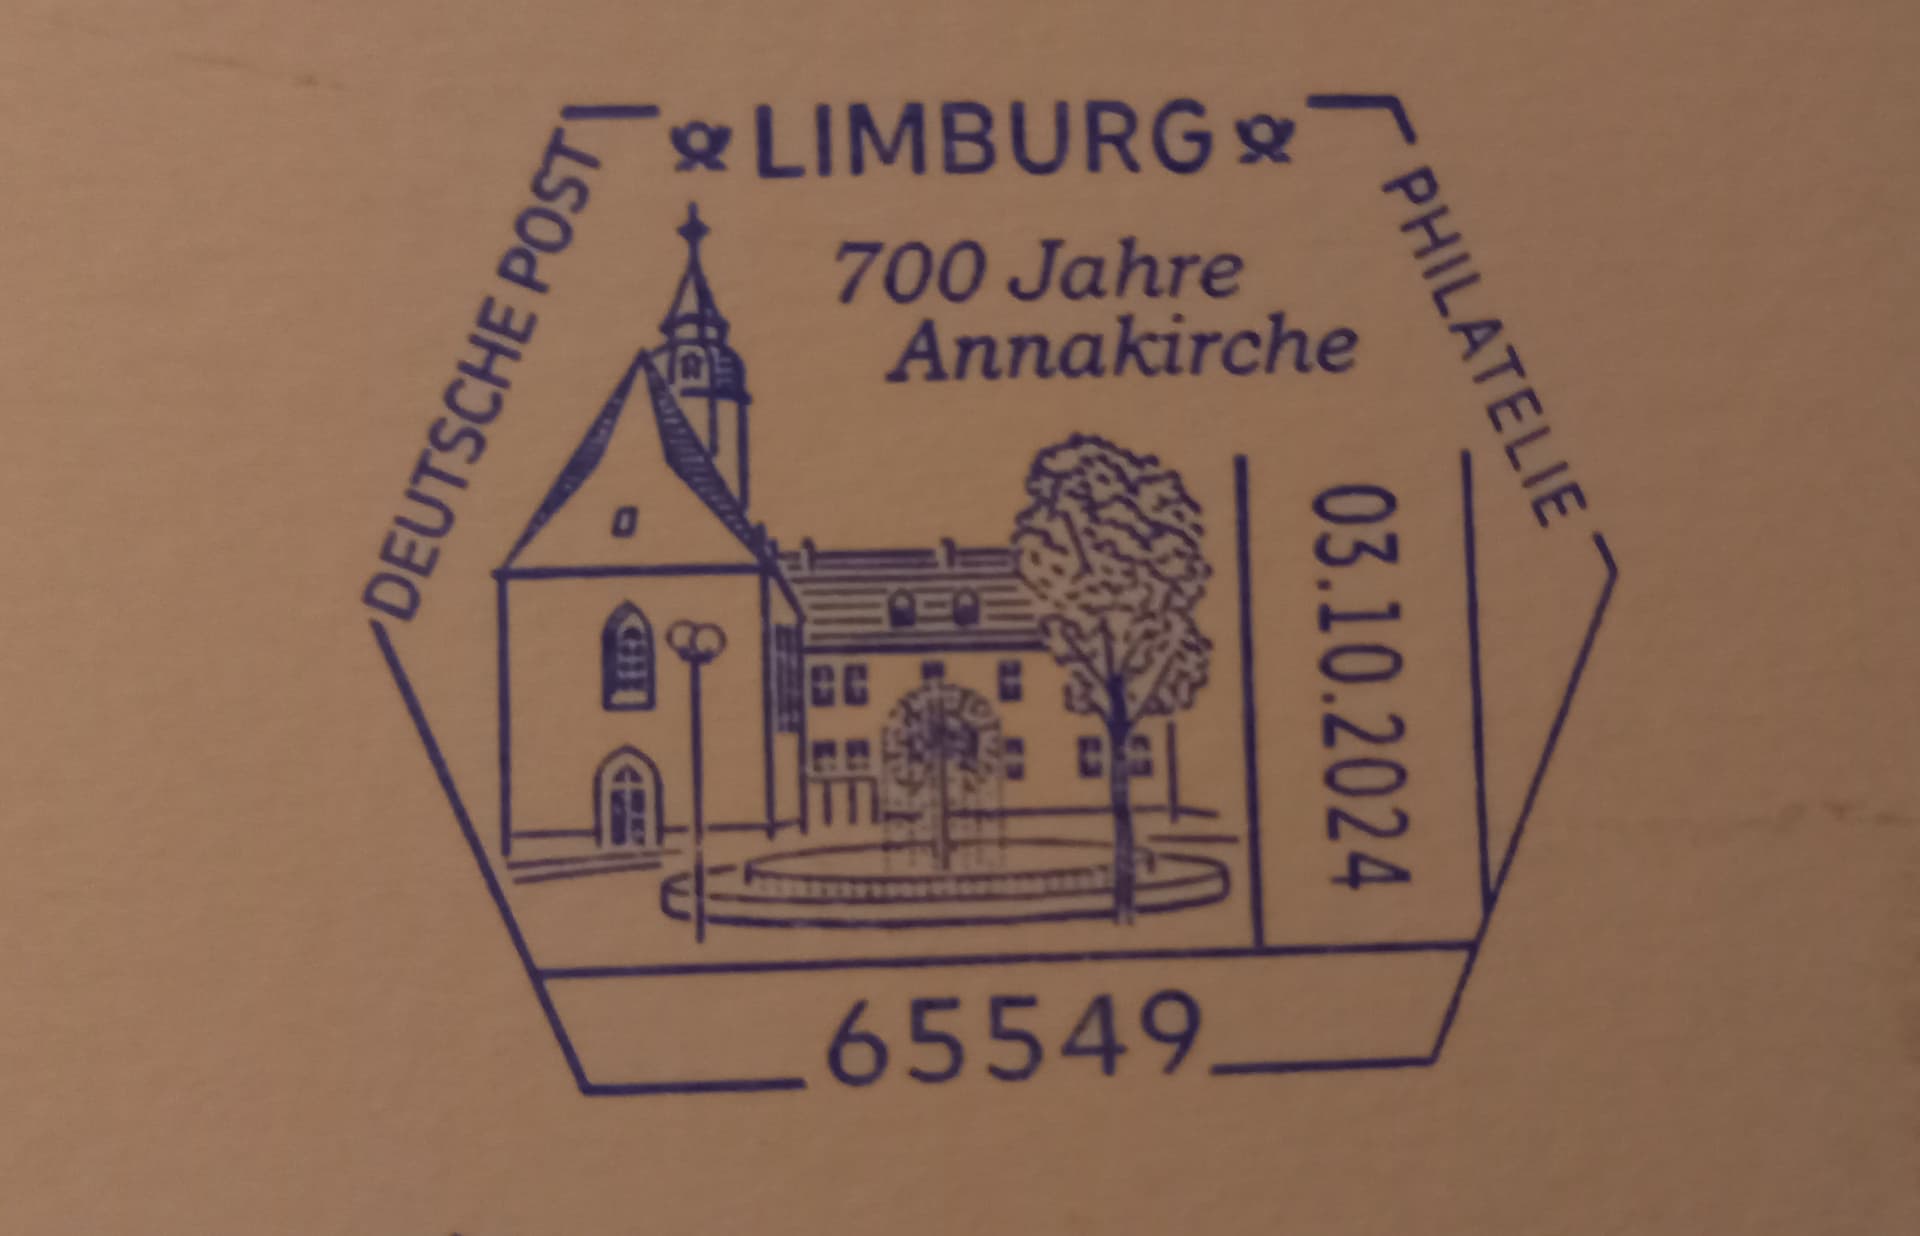 LIMBURG
DEUTSCHE POST
PHILATELIE
700 Jahre
Annakirche
03.10.2024
65549